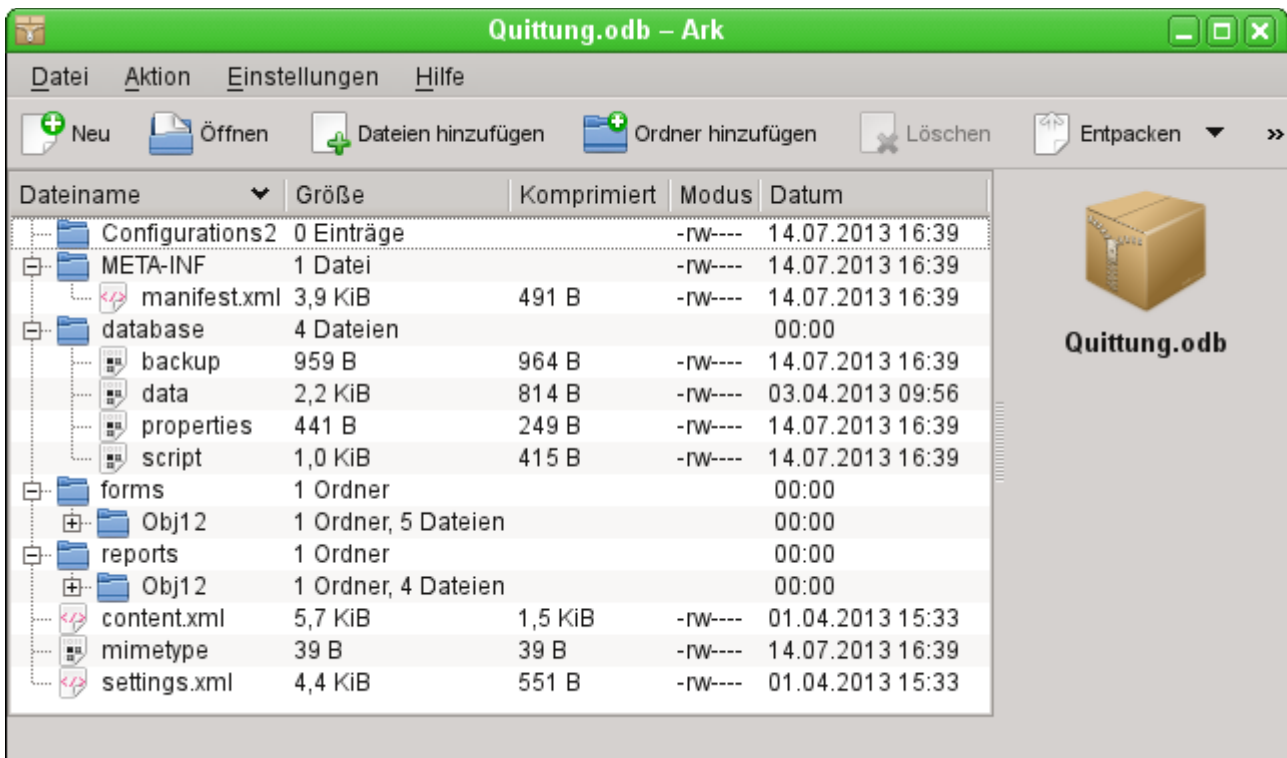 Quittung.odb – Ark
Datei Aktion Einstellungen Hilfe
Neu Öffnen Dateien hinzufügen Ordner hinzufügen Löschen Entpacken »
Dateiname Größe Komprimiert Modus Datum
Configurations2 0 Einträge -rw---- 14.07.2013 16:39
META-INF 1 Datei -rw---- 14.07.2013 16:39
manifest.xml 3,9 KiB 491 B -rw---- 14.07.2013 16:39
database 4 Dateien 00:00
backup 959 B 964 B -rw---- 14.07.2013 16:39
data 2,2 KiB 814 B -rw---- 03.04.2013 09:56
properties 441 B 249 B -rw---- 14.07.2013 16:39
script 1,0 KiB 415 B -rw---- 14.07.2013 16:39
forms 1 Ordner 00:00
Obj12 1 Ordner, 5 Dateien 00:00
reports 1 Ordner 00:00
Obj12 1 Ordner, 4 Dateien 00:00
content.xml 5,7 KiB 1,5 KiB -rw---- 01.04.2013 15:33
mimetype 39 B 39 B -rw---- 14.07.2013 16:39
settings.xml 4,4 KiB 551 B -rw---- 01.04.2013 15:33
Quittung.odb